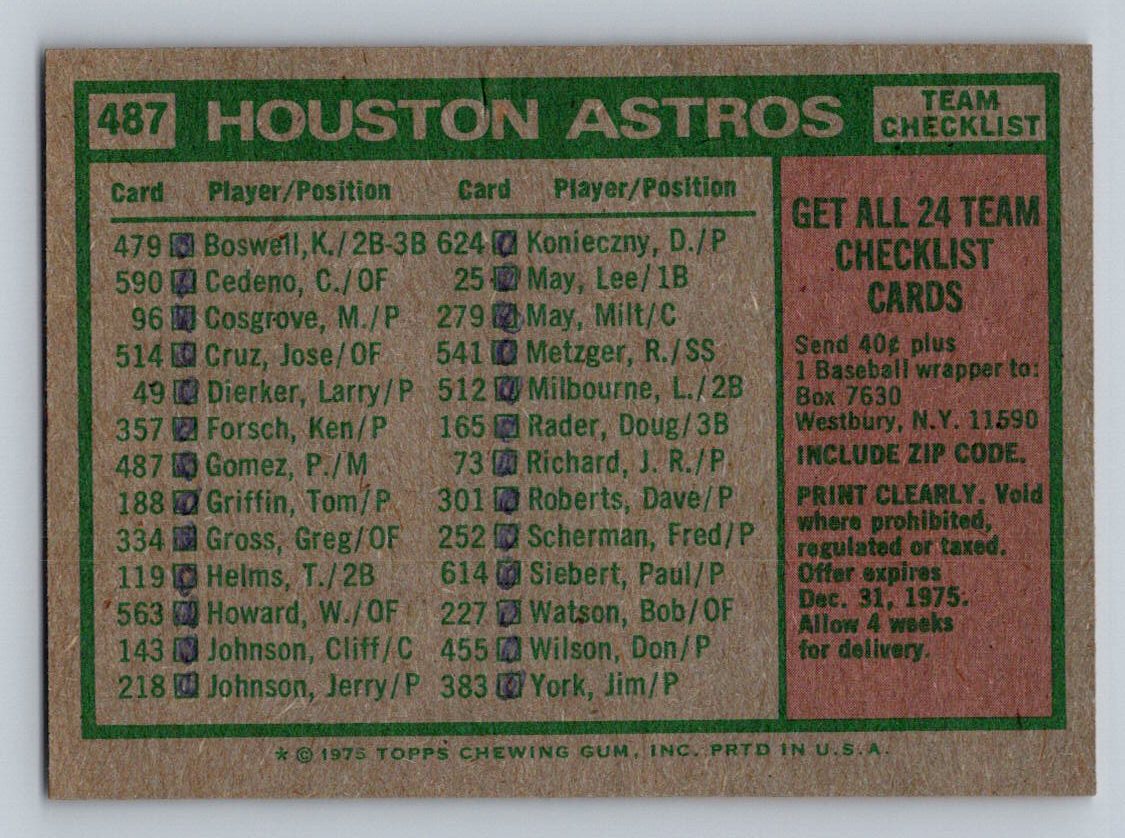 487 HOUSTON ASTROS TEAM CHECKLIST
Card Player/Position Card Player/Position
479 Boswell,K./2B-3B 624 Konieczny, D./P
590 Cedeno, C./OF 25 May, Lee/1B
96 Cosgrove, M./P 279 May, Milt/C
514 Cruz, Jose/OF 541 Metzger, R./SS
49 Dierker, Larry/P 512 Milbourne, L./2B
357 Forsch, Ken/P 165 Rader, Doug/3B
487 Gomez, P./M 73 Richard, J. R./P
188 Griffin, Tom/P 301 Roberts, Dave/P
334 Gross, Greg/OF 252 Scherman, Fred/P
119 Helms, T./2B 614 Siebert, Paul/P
563 Howard, W./OF 227 Watson, Bob/OF
143 Johnson, Cliff/C 455 Wilson, Don/P
218 Johnson, Jerry/P 383 York, Jim/P
GET ALL 24 TEAM
CHECKLIST
CARDS
Send 40¢ plus
1 Baseball wrapper to:
Box 7630
Westbury, N.Y. 11590
INCLUDE ZIP CODE.
PRINT CLEARLY. Void
where prohibited,
regulated or taxed.
Offer expires
Dec. 31, 1975.
Allow 4 weeks
for delivery.
* © 1975 TOPPS CHEWING GUM, INC. PRTD IN U.S.A.